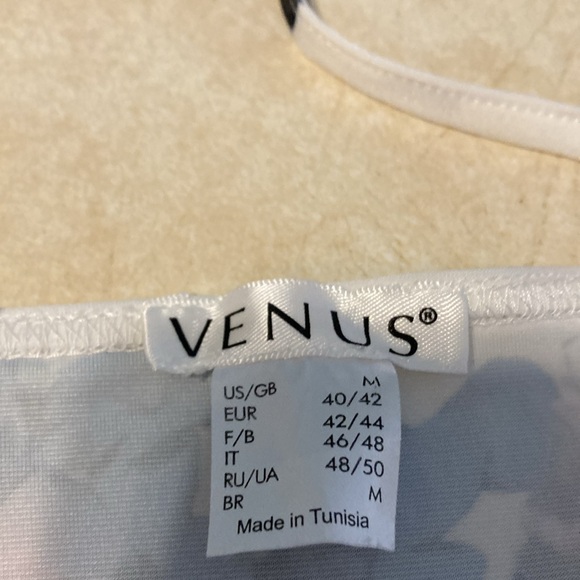 VENUS®
US/GB M
EUR 40/42
F/B 42/44
IT 46/48
RU/UA 48/50
BR M
Made in Tunisia